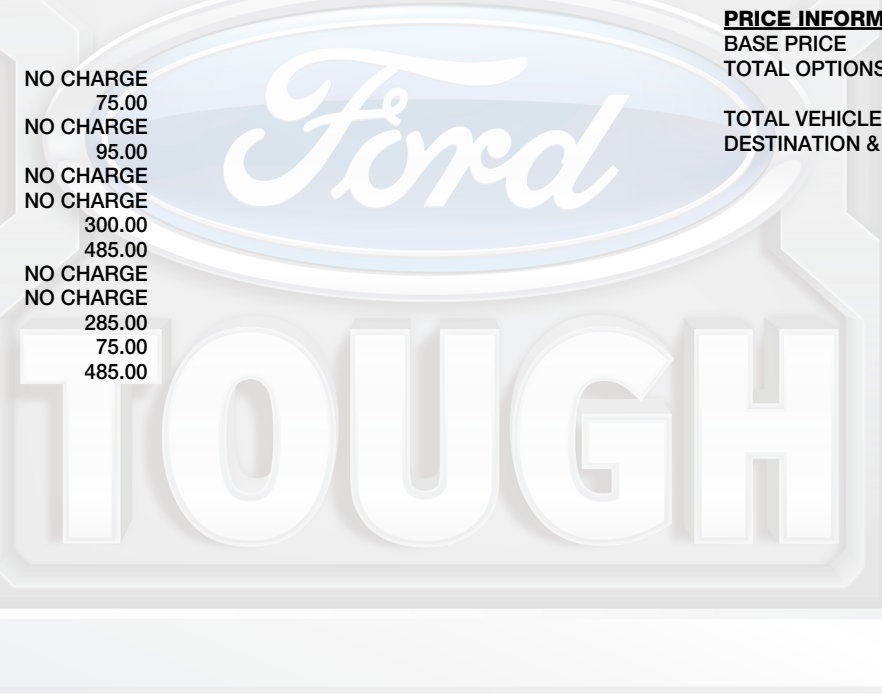 NO CHARGE
75.00
NO CHARGE
95.00
NO CHARGE
NO CHARGE
300.00
485.00
NO CHARGE
NO CHARGE
285.00
75.00
485.00
PRICE INFORM
BASE PRICE
TOTAL OPTIONS
TOTAL VEHICLE
DESTINATION &
Ford
TOUGH